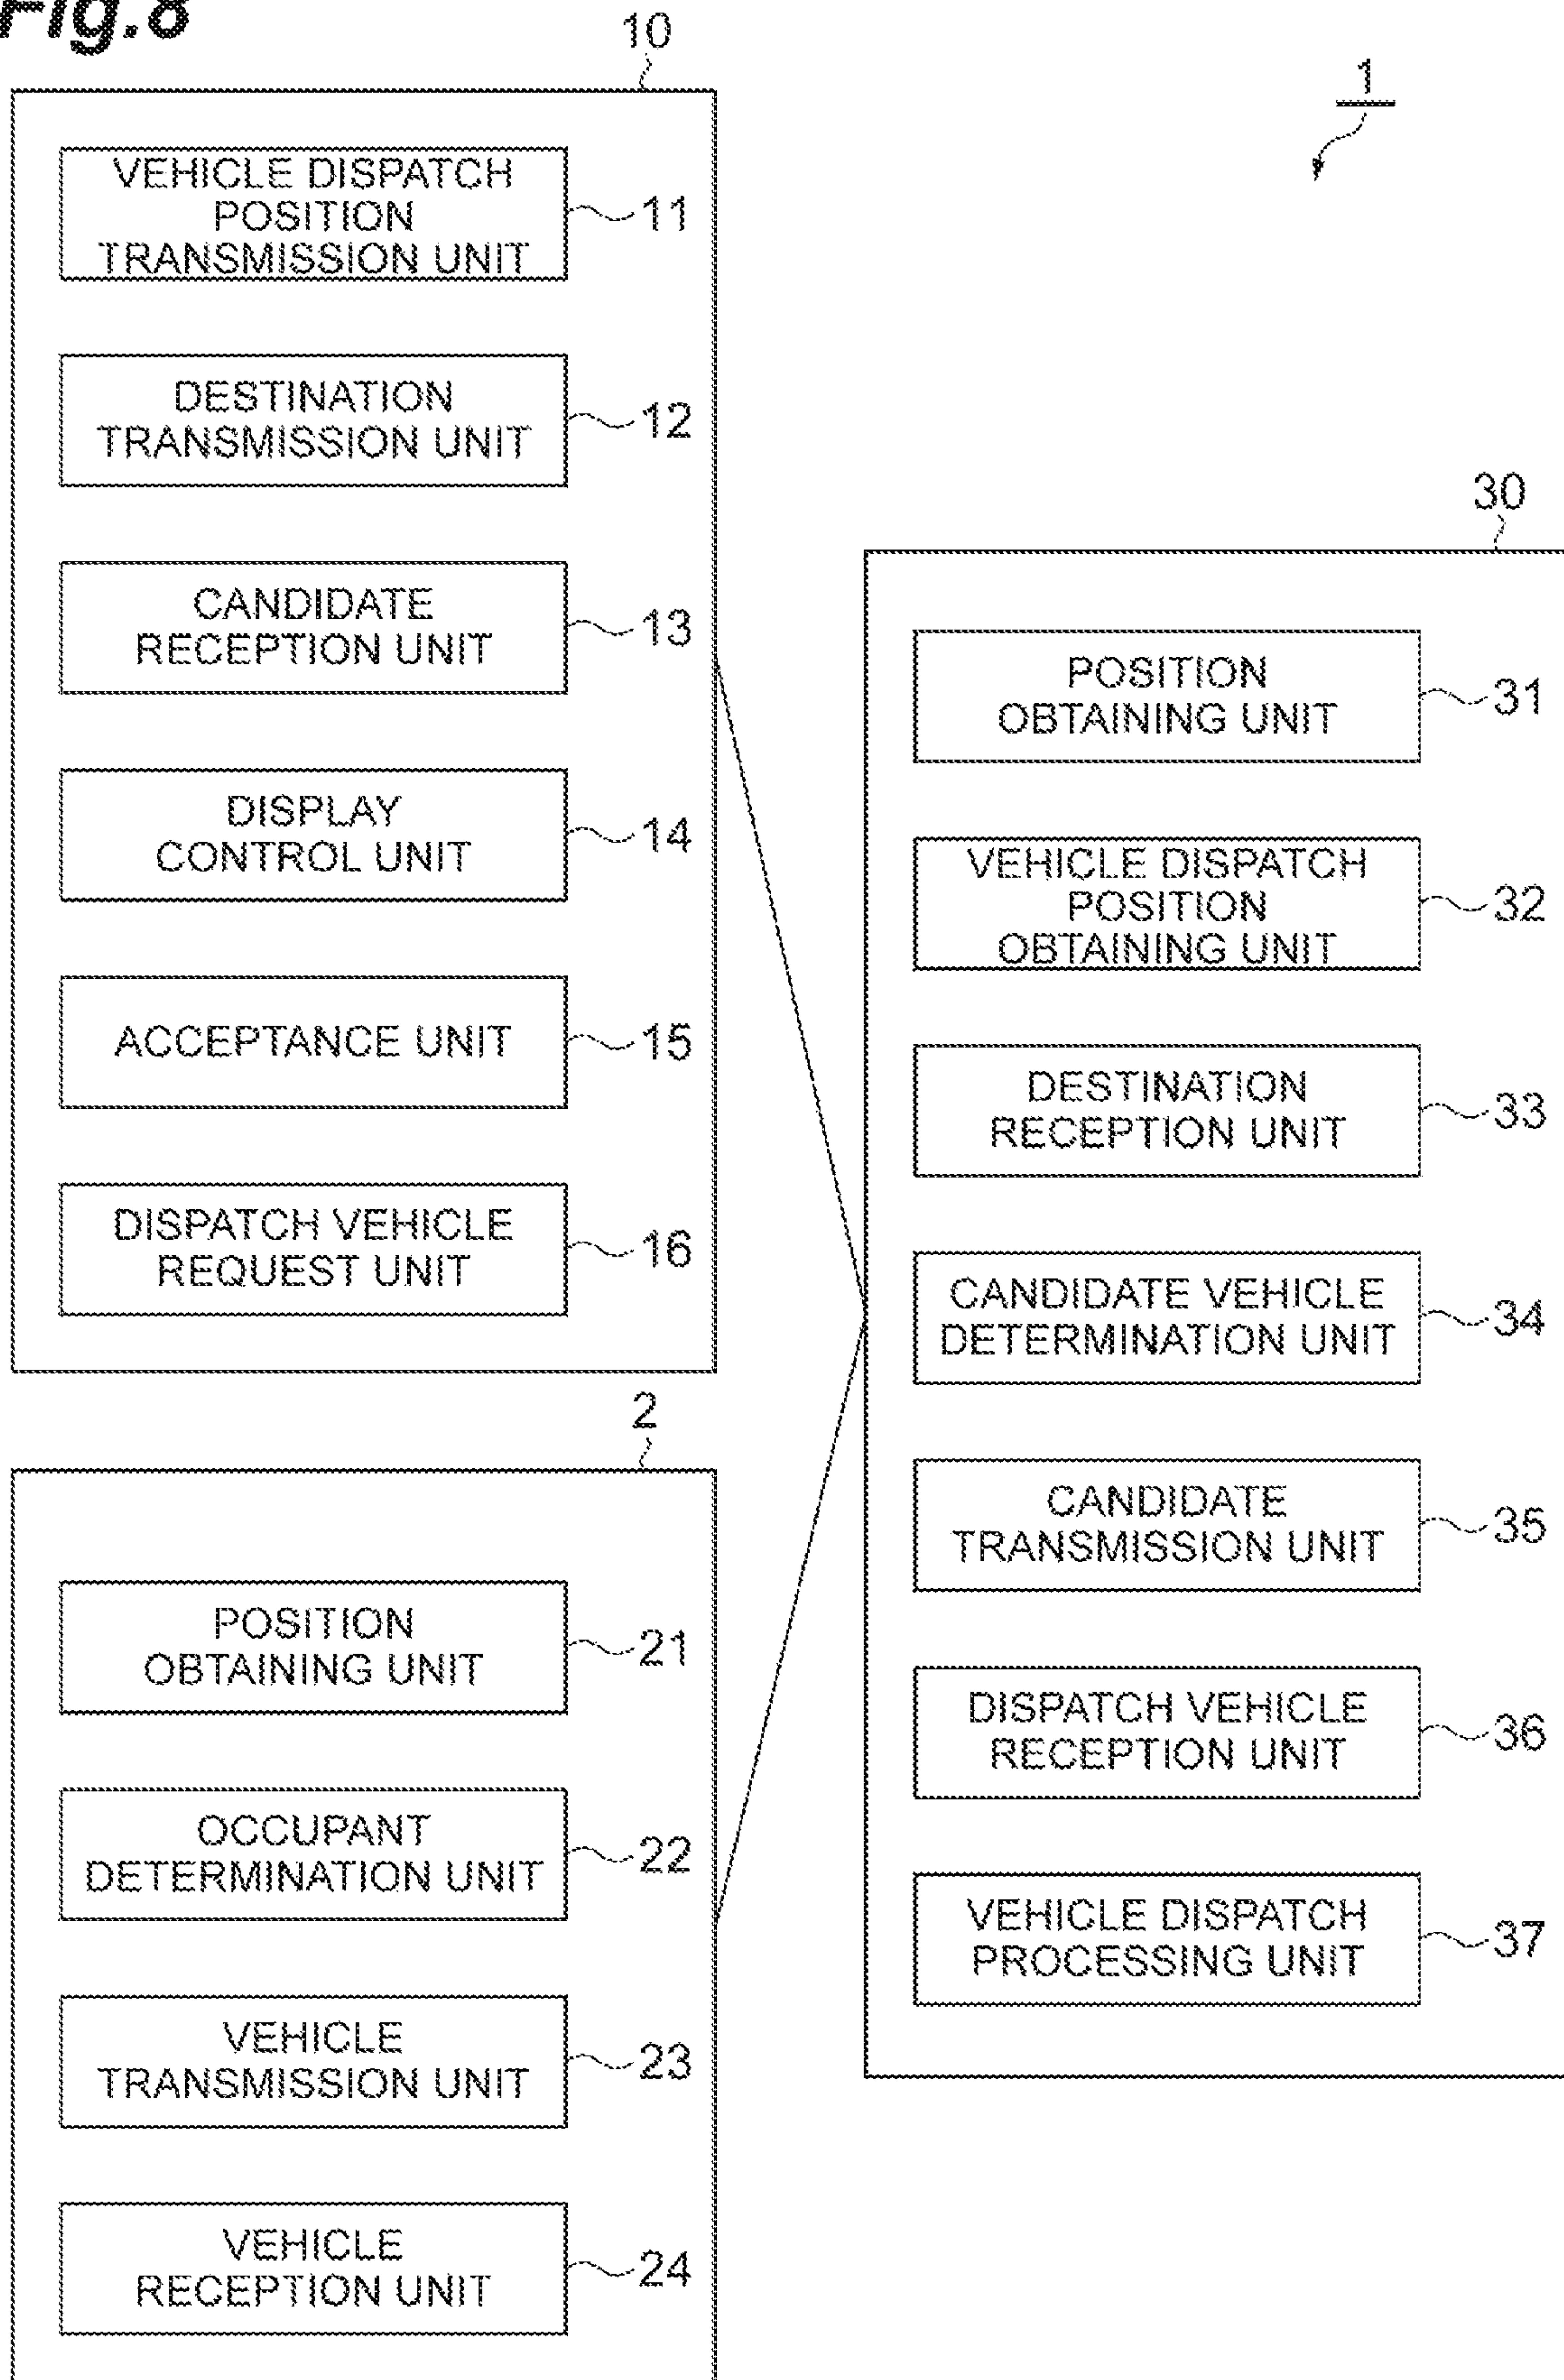 Fig.8
10
1
VEHICLE DISPATCH
POSITION
TRANSMISSION UNIT
11
DESTINATION
TRANSMISSION UNIT
12
CANDIDATE
RECEPTION UNIT
13
DISPLAY
CONTROL UNIT
14
ACCEPTANCE UNIT
15
DISPATCH VEHICLE
REQUEST UNIT
16
2
POSITION
OBTAINING UNIT
21
OCCUPANT
DETERMINATION UNIT
22
VEHICLE
TRANSMISSION UNIT
23
VEHICLE
RECEPTION UNIT
24
30
POSITION
OBTAINING UNIT
31
VEHICLE DISPATCH
POSITION
OBTAINING UNIT
32
DESTINATION
RECEPTION UNIT
33
CANDIDATE VEHICLE
DETERMINATION UNIT
34
CANDIDATE
TRANSMISSION UNIT
35
DISPATCH VEHICLE
RECEPTION UNIT
36
VEHICLE DISPATCH
PROCESSING UNIT
37